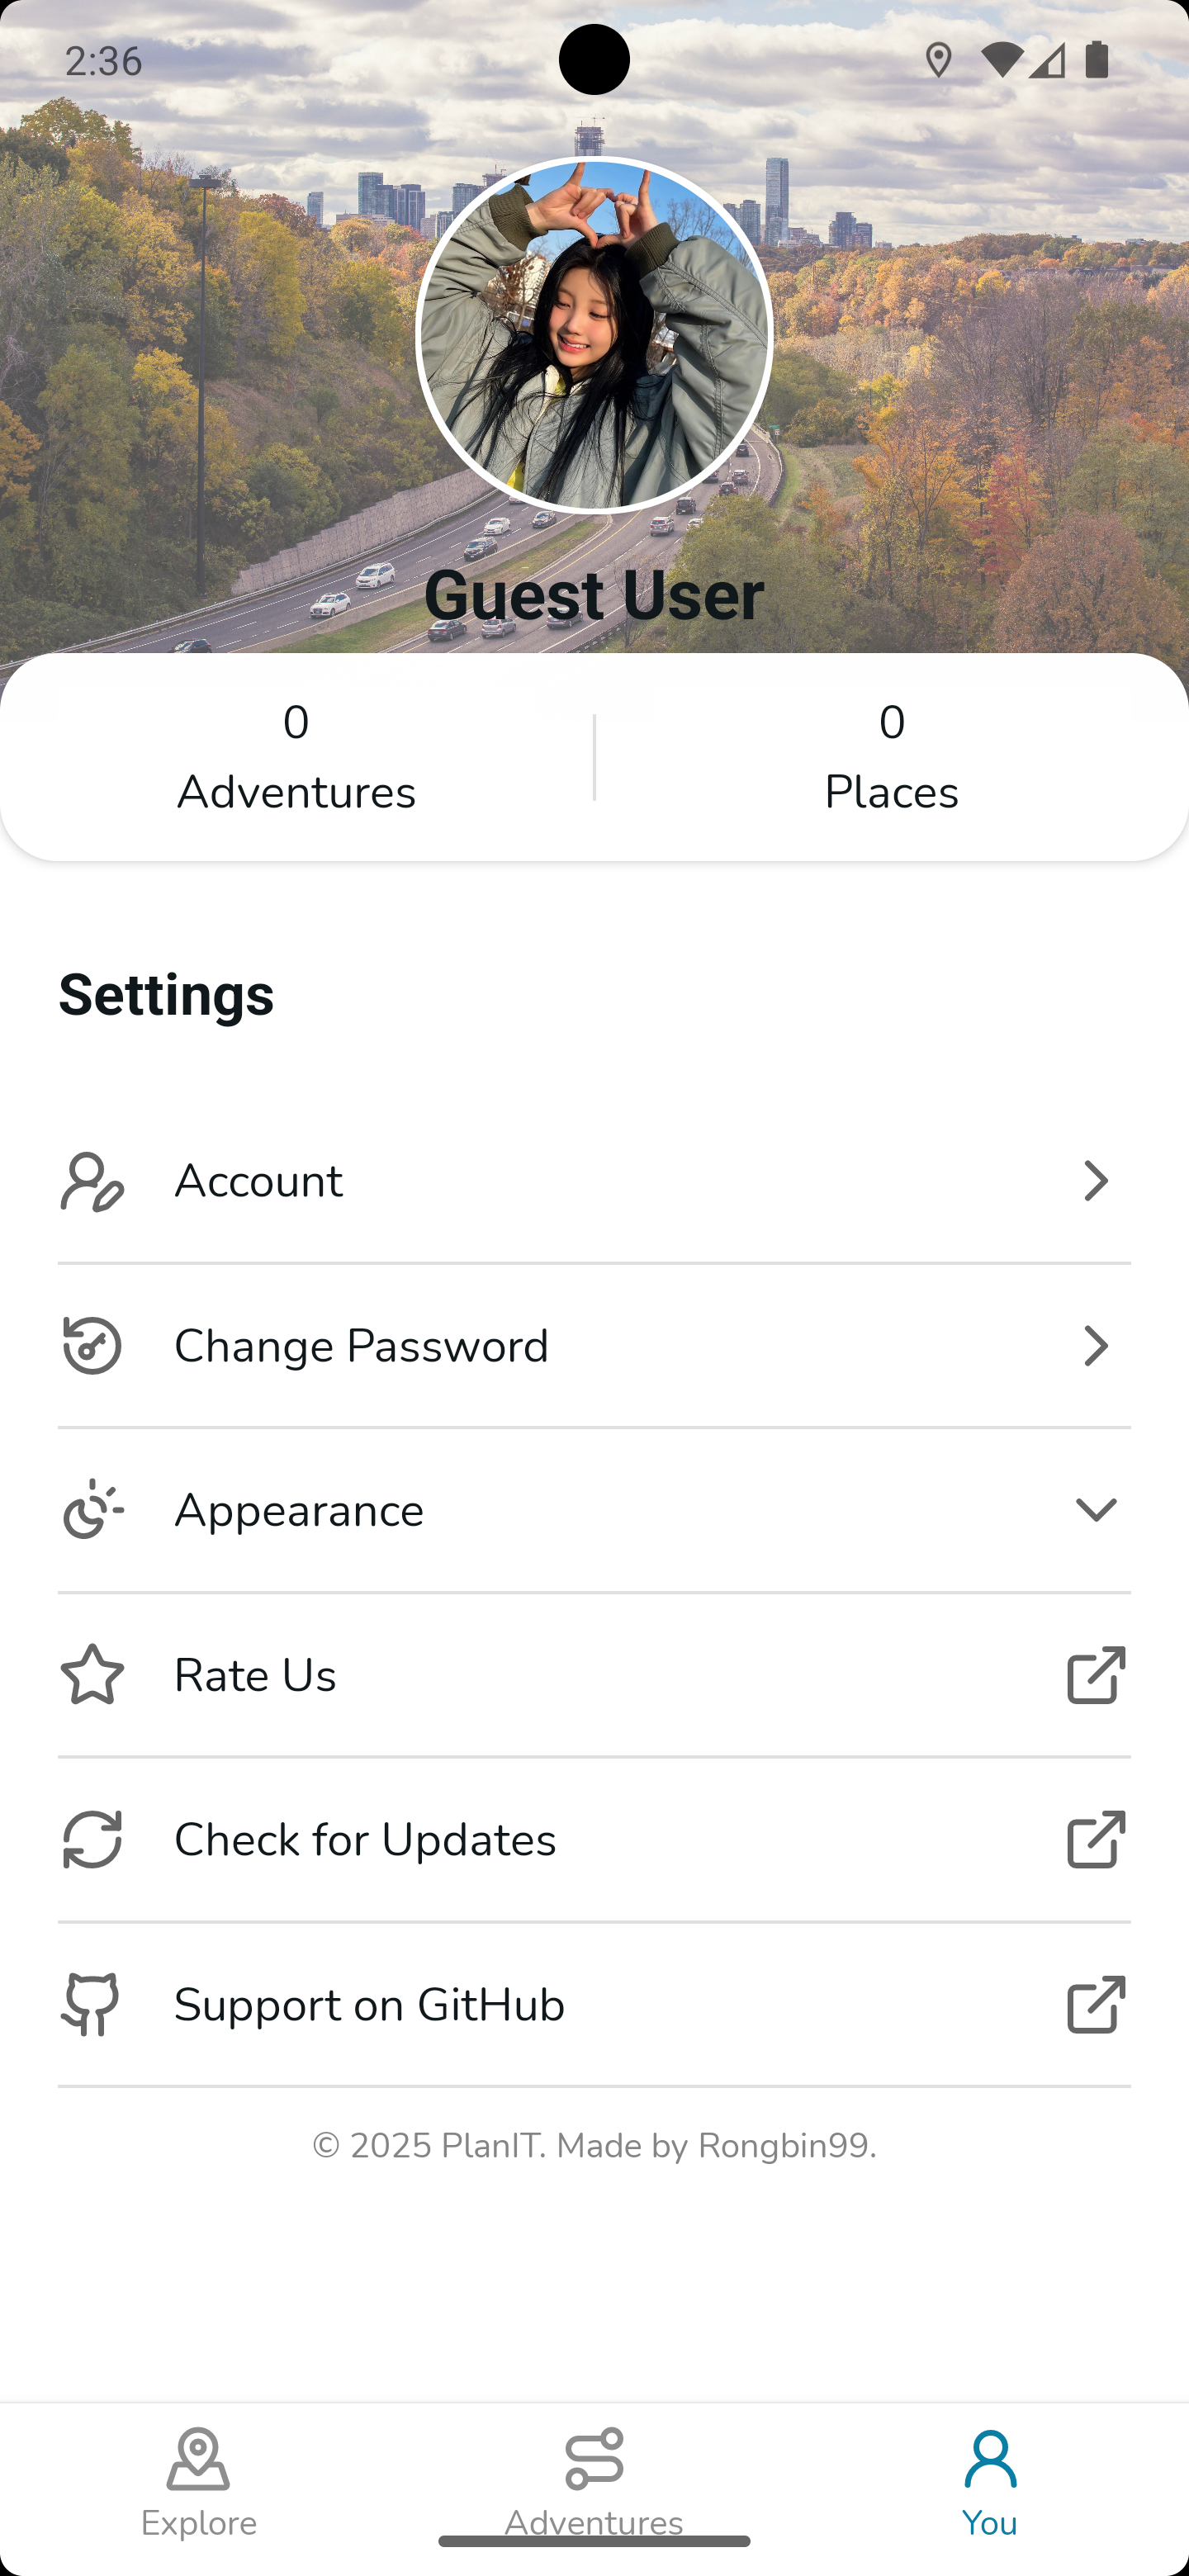 2:36
Guest User
0
Adventures
0
Places
Settings
Account
Change Password
Appearance
Rate Us
Check for Updates
Support on GitHub
© 2025 PlanIT. Made by Rongbin99.
Explore
Adventures
You